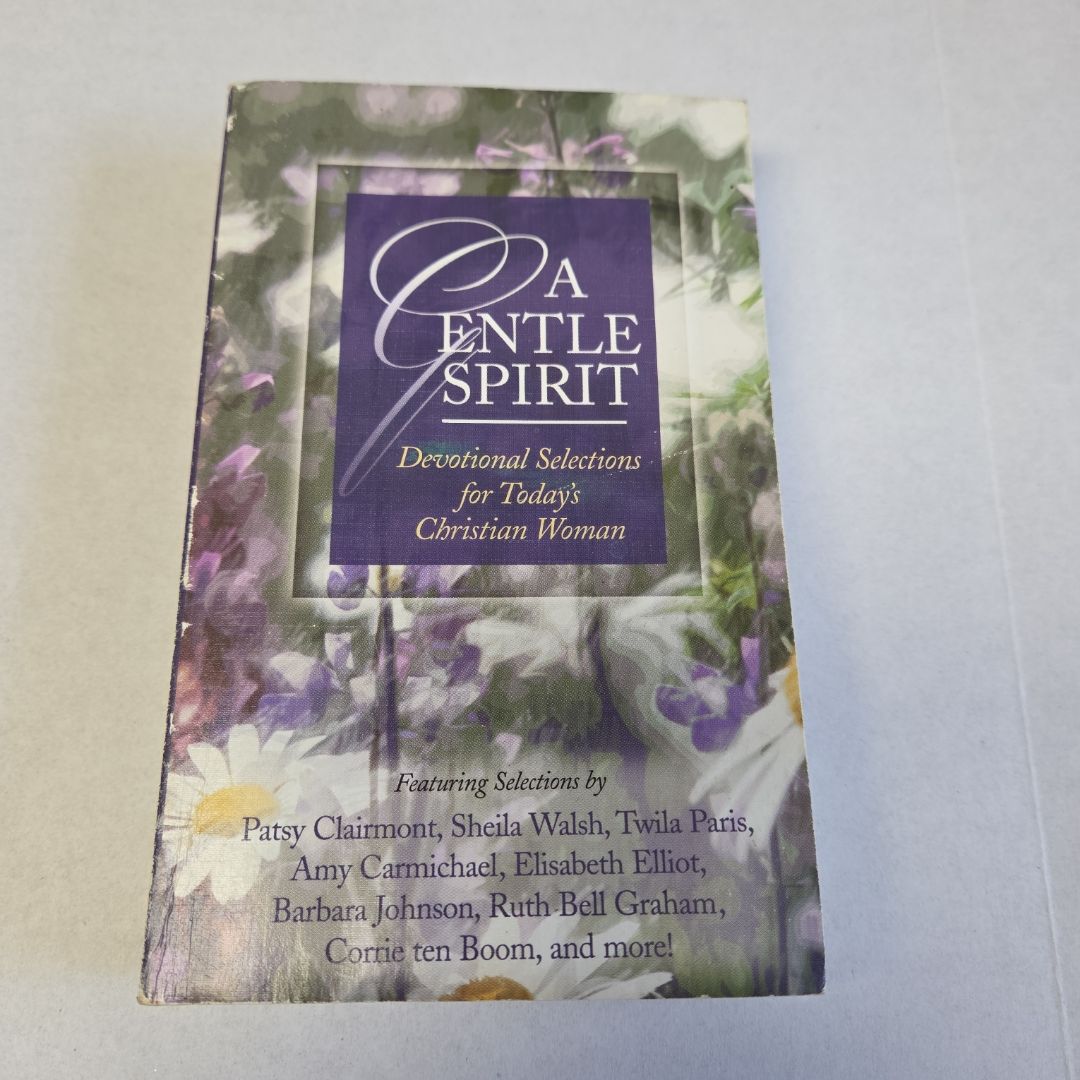 A
GENTLE
SPIRIT
Devotional Selections
for Today's
Christian Woman
Featuring Selections by
Patsy Clairmont, Sheila Walsh, Twila Paris,
Amy Carmichael, Elisabeth Elliot,
Barbara Johnson, Ruth Bell Graham,
Corrie ten Boom, and more!